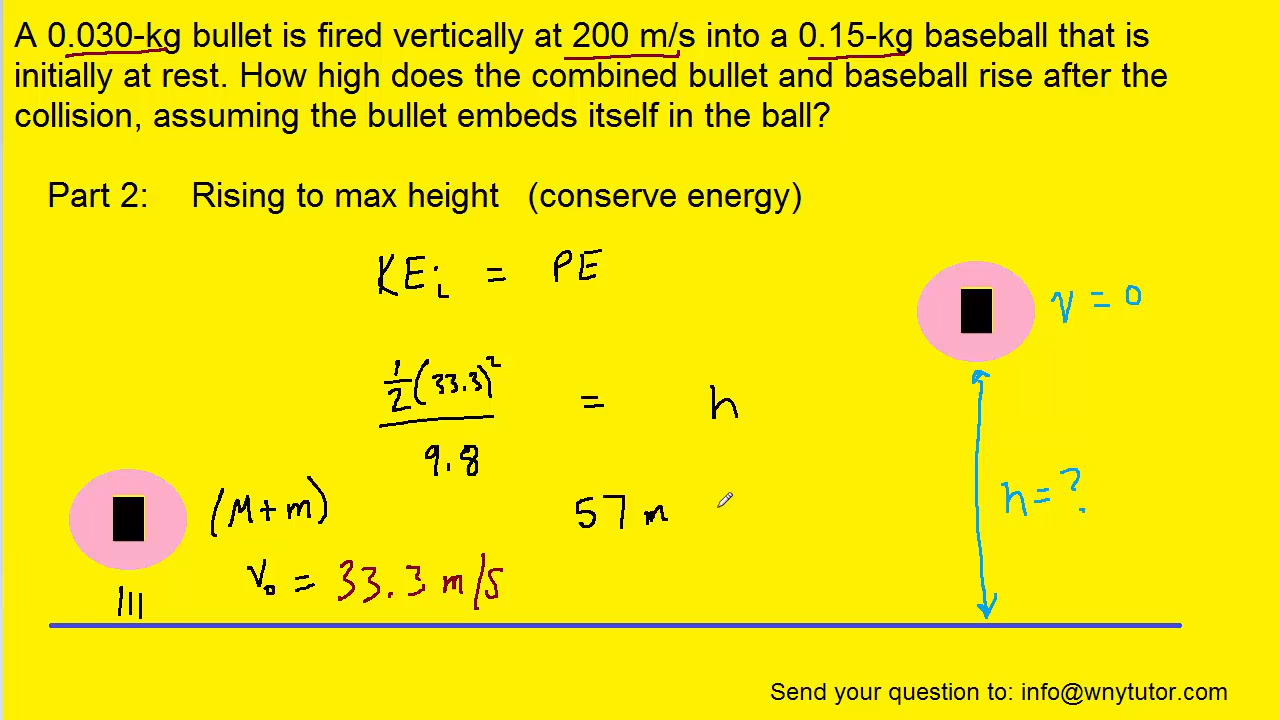 A 0.030-kg bullet is fired vertically at 200 m/s into a 0.15-kg baseball that is
initially at rest. How high does the combined bullet and baseball rise after the
collision, assuming the bullet embeds itself in the ball?
Part 2: Rising to max height (conserve energy)
KEi = PE
v = 0
½(33.3)² / 9.8 = h
(M+m)
57 m
h = ?
v₀ = 33.3 m/s
Send your question to: info@wnytutor.com